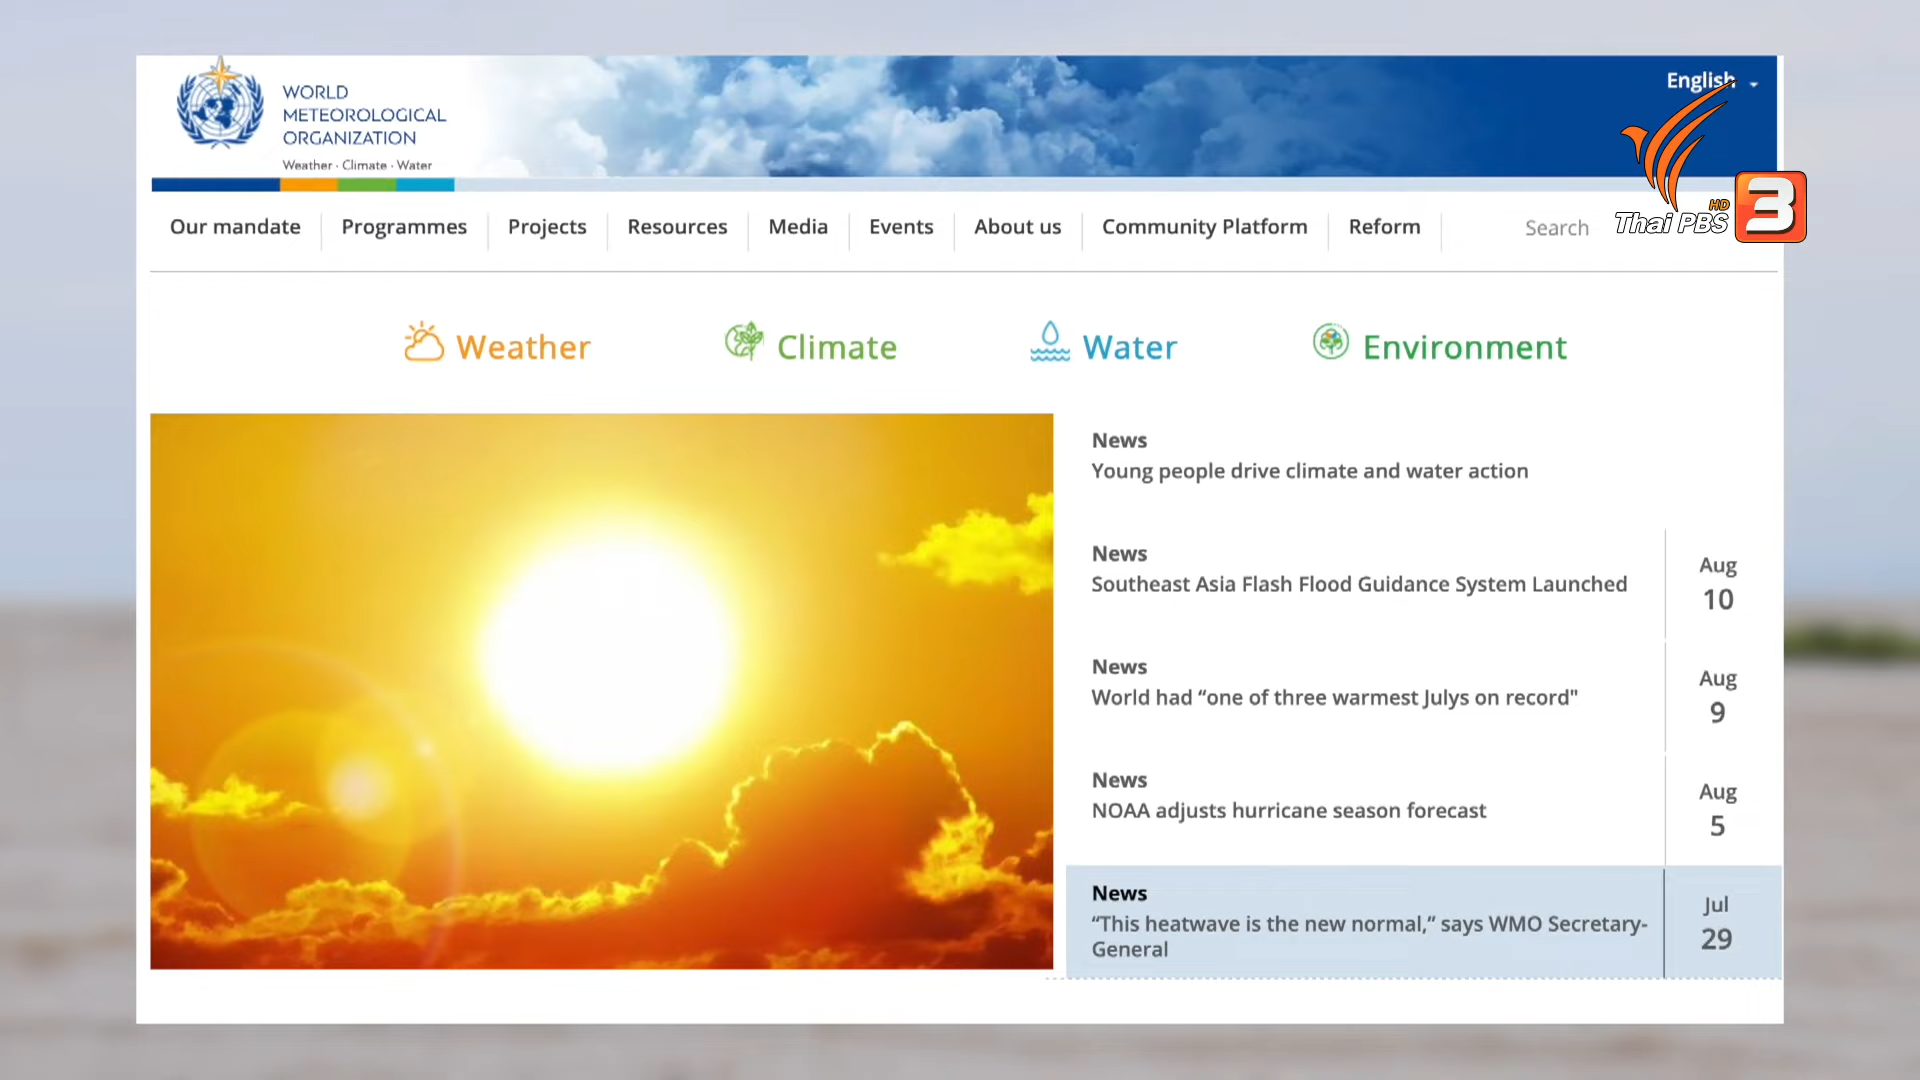 WORLD
METEOROLOGICAL
ORGANIZATION
Weather · Climate · Water
English
HD
Thai PBS 3
Our mandate
Programmes
Projects
Resources
Media
Events
About us
Community Platform
Reform
Search
Weather
Climate
Water
Environment
News
Young people drive climate and water action
News
Southeast Asia Flash Flood Guidance System Launched
Aug
10
News
World had “one of three warmest Julys on record"
Aug
9
News
NOAA adjusts hurricane season forecast
Aug
5
News
“This heatwave is the new normal,” says WMO Secretary-
General
Jul
29